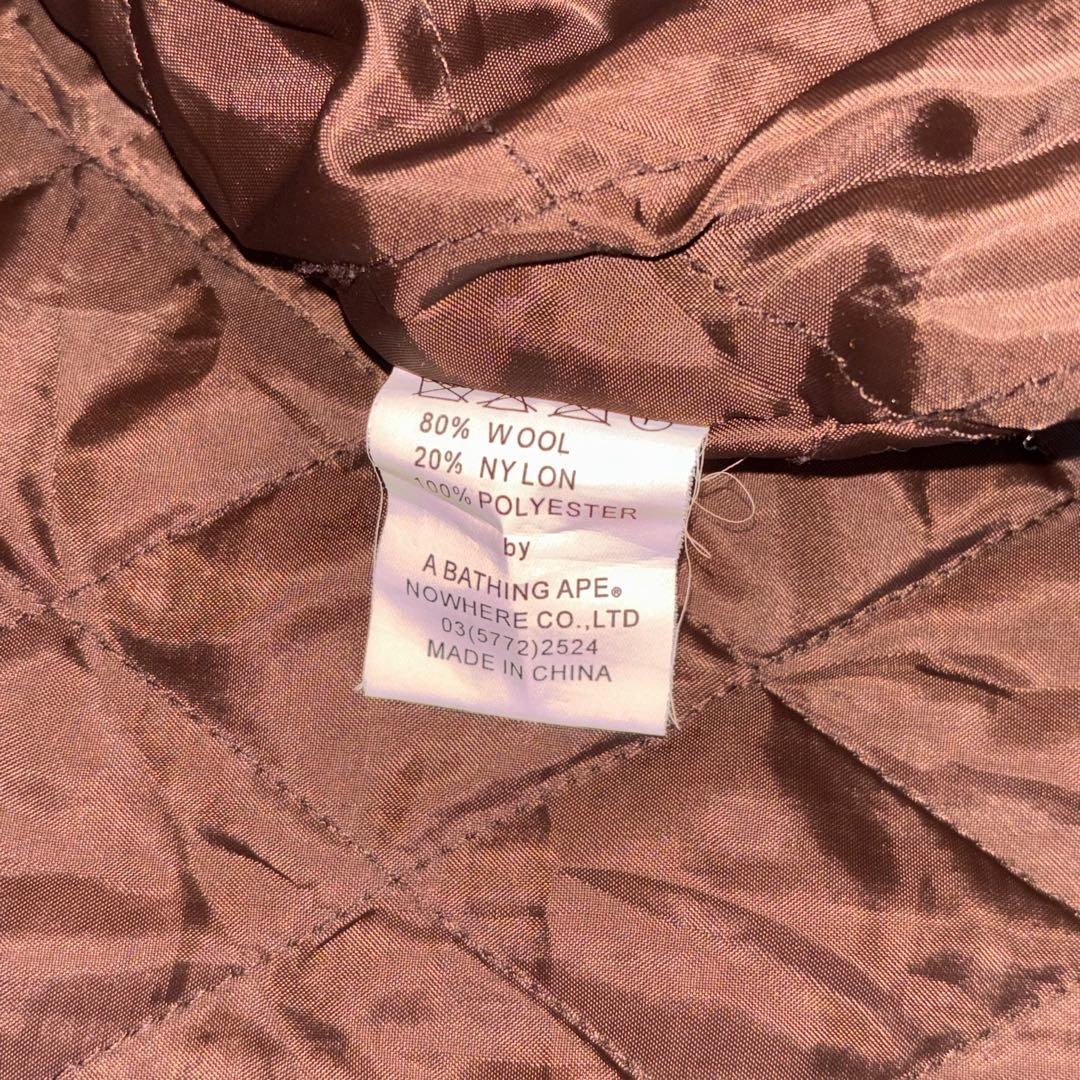 80% WOOL
20% NYLON
100% POLYESTER
by
A BATHING APE®
NOWHERE CO.,LTD
03(5772)2524
MADE IN CHINA